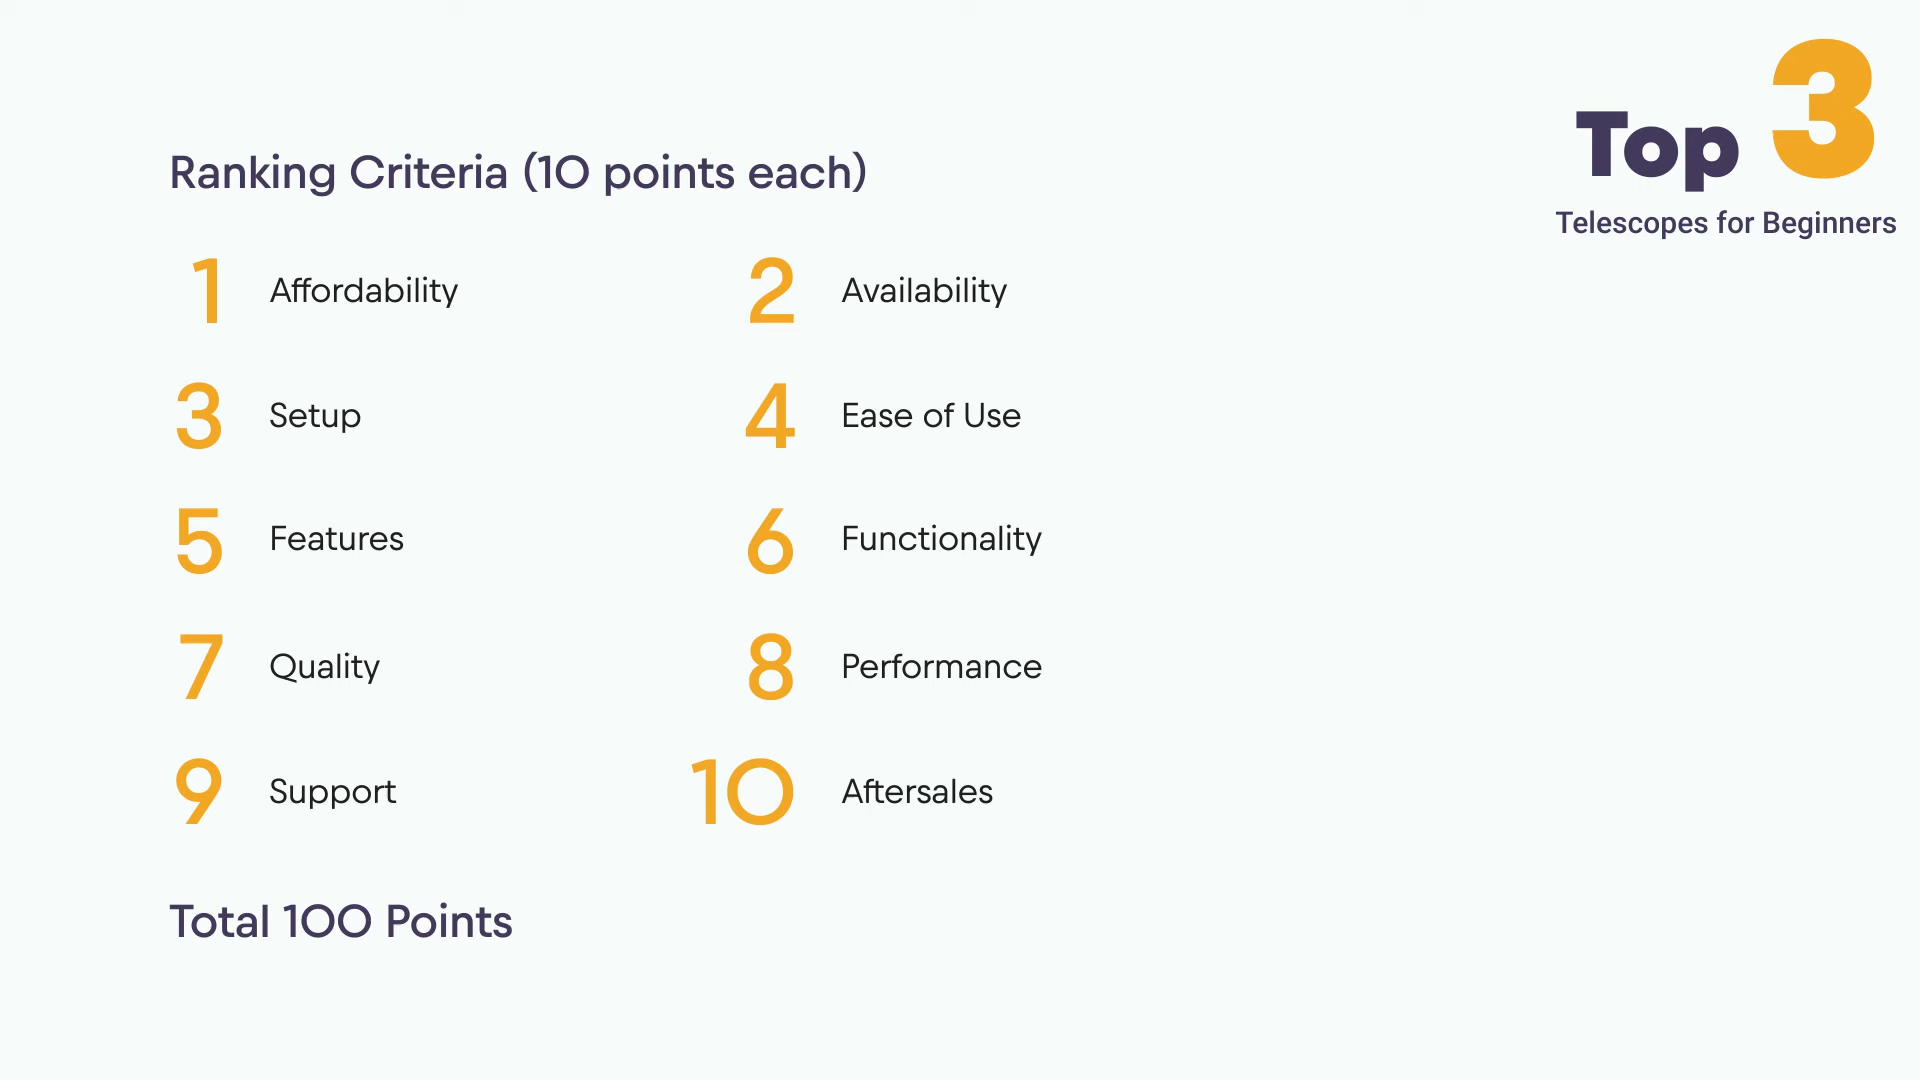 Top 3
Telescopes for Beginners
Ranking Criteria (10 points each)
1 Affordability
2 Availability
3 Setup
4 Ease of Use
5 Features
6 Functionality
7 Quality
8 Performance
9 Support
10 Aftersales
Total 100 Points